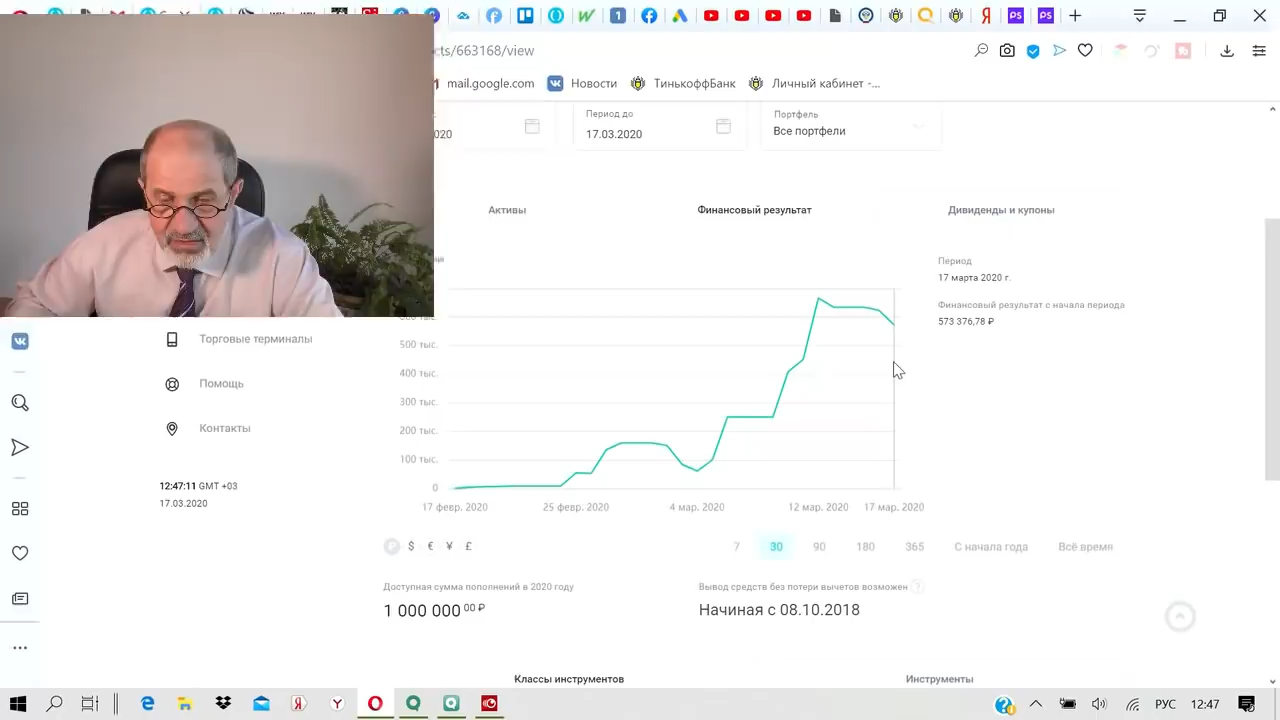 cts/663168/view
mail.google.com Новости ТинькоффБанк Личный кабинет -...
020
Период до
17.03.2020
Портфель
Все портфели
Активы Финансовый результат Дивиденды и купоны
Период
17 марта 2020 г.
Финансовый результат с начала периода
573 376,78 ₽
Торговые терминалы
Помощь
Контакты
12:47:11 GMT +03
17.03.2020
500 тыс.
400 тыс.
300 тыс.
200 тыс.
100 тыс.
0
17 февр. 2020 25 февр. 2020 4 мар. 2020 12 мар. 2020 17 мар. 2020
₽ $ € ¥ £ 7 30 90 180 365 С начала года Всё время
Доступная сумма пополнений в 2020 году
1 000 000 00 ₽
Вывод средств без потери вычетов возможен ?
Начиная с 08.10.2018
Классы инструментов Инструменты
РУС 12:47